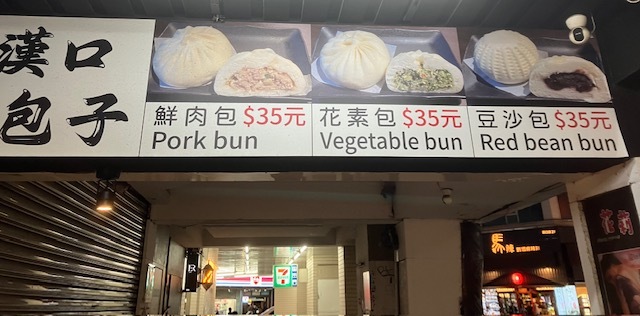 漢口
包子
鮮肉包 $35元
Pork bun
花素包 $35元
Vegetable bun
豆沙包 $35元
Red bean bun
7